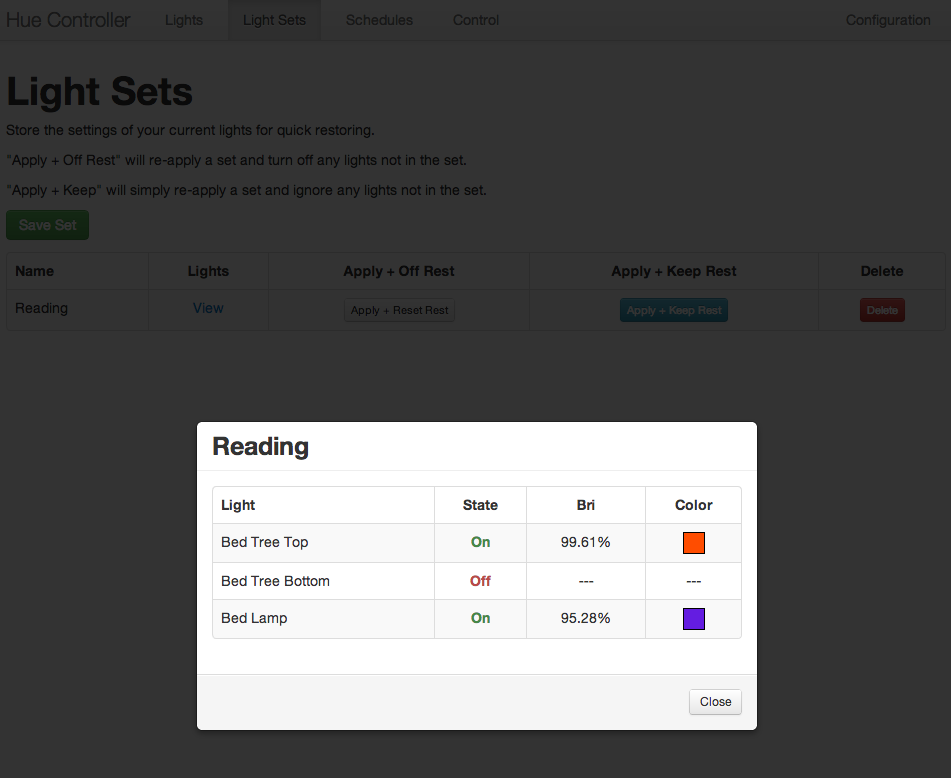 Hue Controller Lights Light Sets Schedules Control Configuration
Light Sets
Store the settings of your current lights for quick restoring.
"Apply + Off Rest" will re-apply a set and turn off any lights not in the set.
"Apply + Keep" will simply re-apply a set and ignore any lights not in the set.
Save Set
Name Lights Apply + Off Rest Apply + Keep Rest Delete
Reading View Apply + Reset Rest Apply + Keep Rest Delete
Reading
Light State Bri Color
Bed Tree Top On 99.61%
Bed Tree Bottom Off --- ---
Bed Lamp On 95.28%
Close